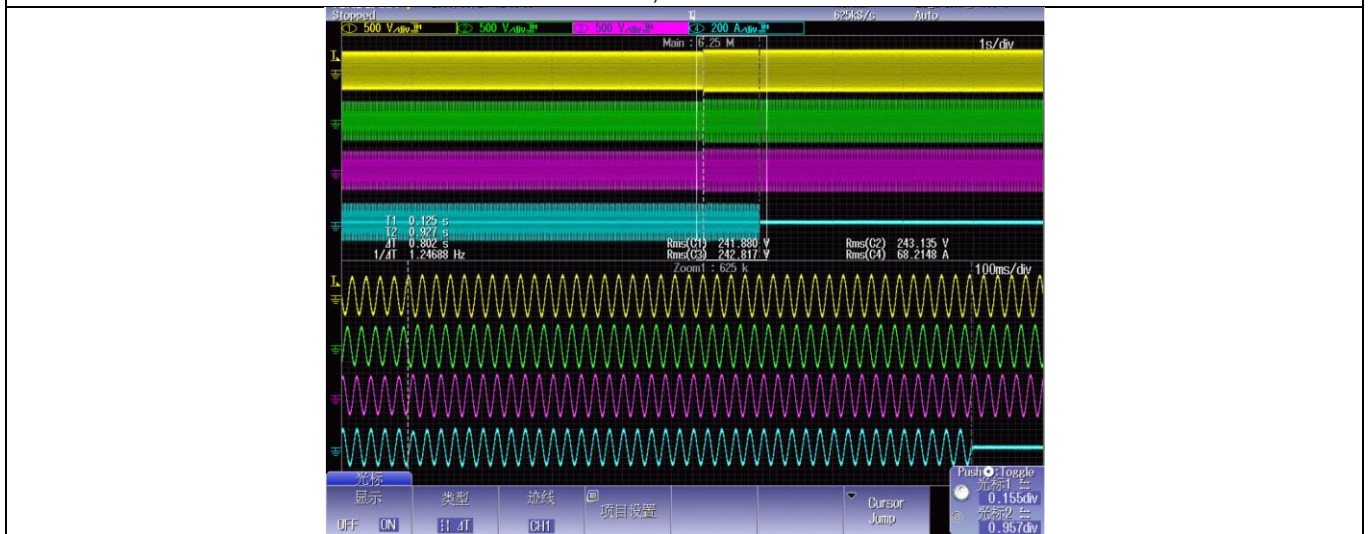 Stopped 625kS/s Auto
① 500 V/div ② 500 V/div ③ 500 V/div ④ 200 A/div
Main : 6.25 M 1s/div
T1 0.125 s
T2 0.927 s
ΔT 0.802 s Rms(C1) 241.880 V Rms(C2) 243.135 V
1/ΔT 1.24688 Hz Rms(C3) 242.817 V Rms(C4) 68.2148 A
Zoom1 : 625 k 100ms/div
光标 Push :Toggle
显示 类型 迹线 项目设置 Cursor Jump
OFF ON ΔT CH1
光标1
0.155div
光标2
0.957div